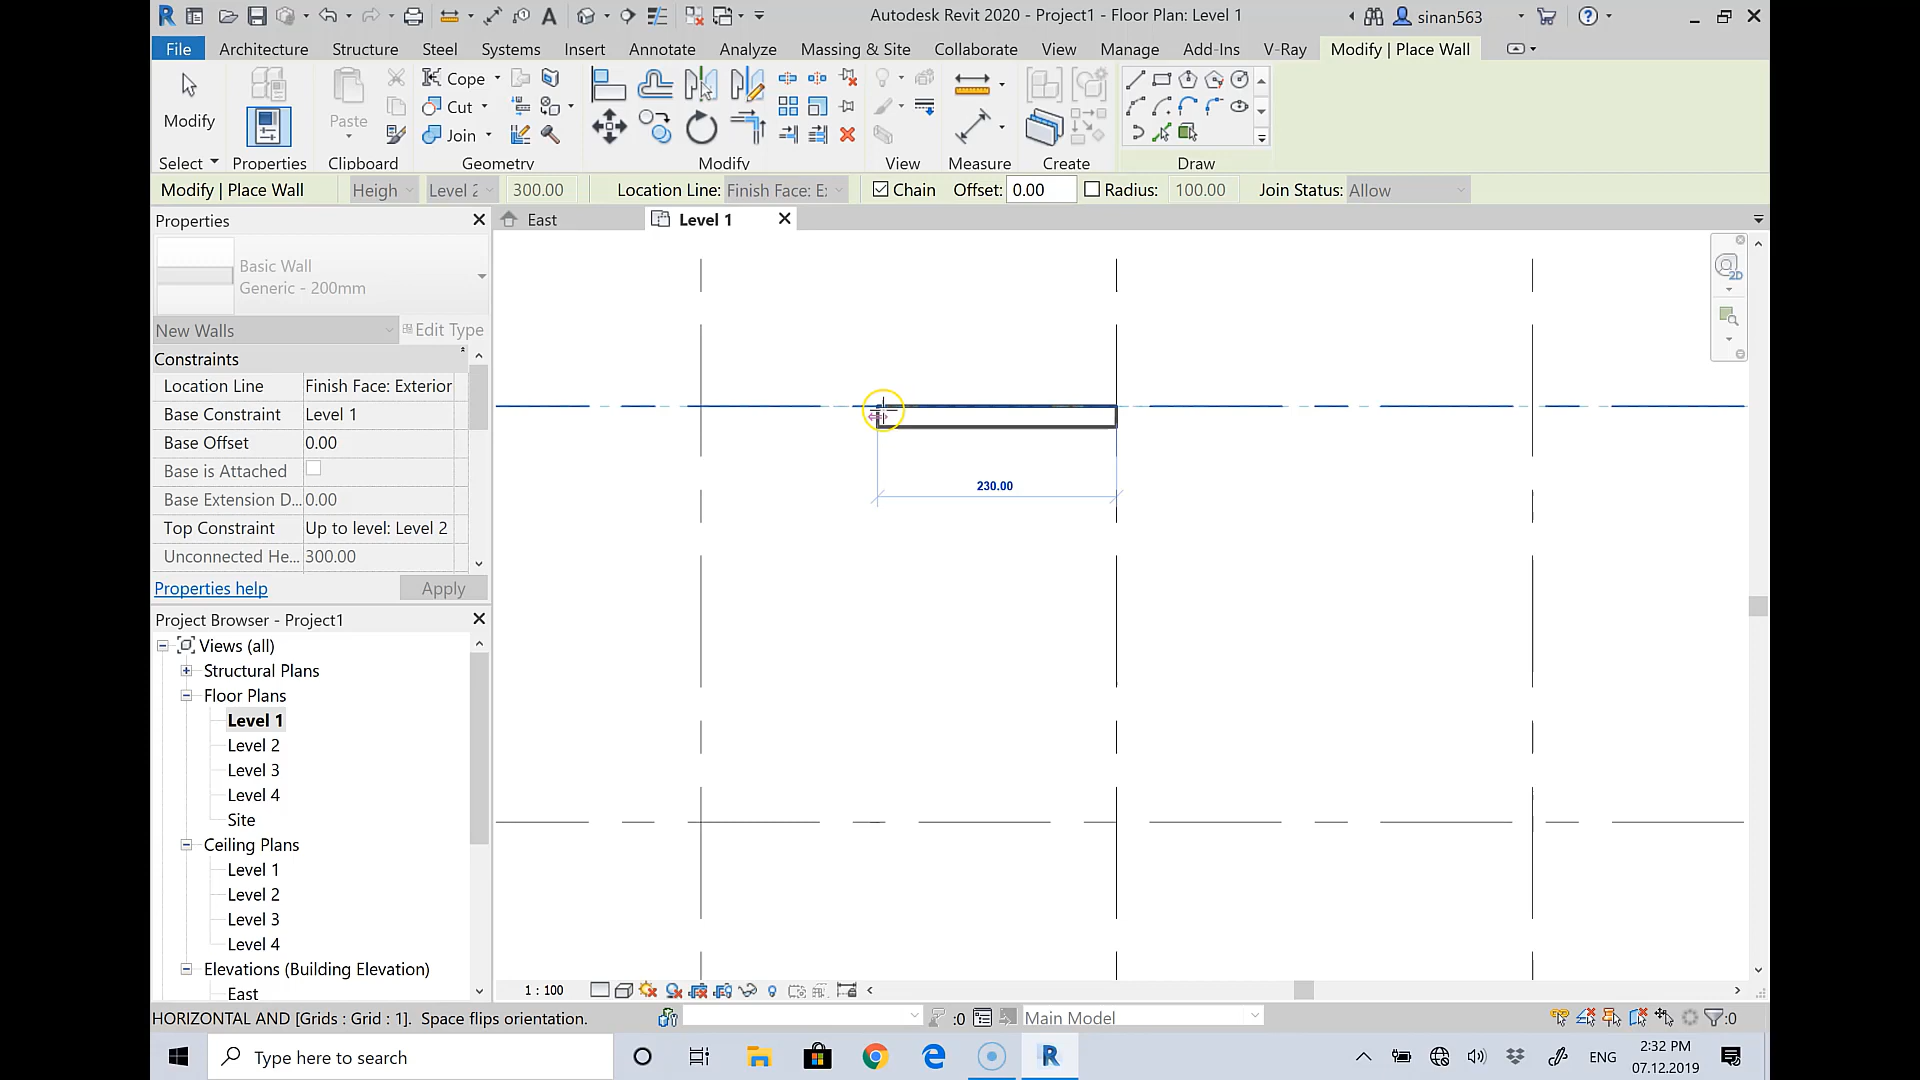 Autodesk Revit 2020 - Project1 - Floor Plan: Level 1
sinan563
File
Architecture
Structure
Steel
Systems
Insert
Annotate
Analyze
Massing & Site
Collaborate
View
Manage
Add-Ins
V-Ray
Modify | Place Wall
Modify
Paste
Cope
Cut
Join
Select
Properties
Clipboard
Geometry
Modify
View
Measure
Create
Draw
Modify | Place Wall
Heigh
Level 2
300.00
Location Line:
Finish Face: E:
Chain
Offset:
0.00
Radius:
100.00
Join Status:
Allow
Properties
East
Level 1
Basic Wall
Generic - 200mm
New Walls
Edit Type
Constraints
Location Line
Finish Face: Exterior
Base Constraint
Level 1
Base Offset
0.00
Base is Attached
Base Extension D...
0.00
Top Constraint
Up to level: Level 2
Unconnected He...
300.00
Properties help
Apply
Project Browser - Project1
Views (all)
Structural Plans
Floor Plans
Level 1
Level 2
Level 3
Level 4
Site
Ceiling Plans
Level 1
Level 2
Level 3
Level 4
Elevations (Building Elevation)
East
2D
230.00
1 : 100
HORIZONTAL AND [Grids : Grid : 1]. Space flips orientation.
:0
Main Model
:0
Type here to search
ENG
2:32 PM
07.12.2019